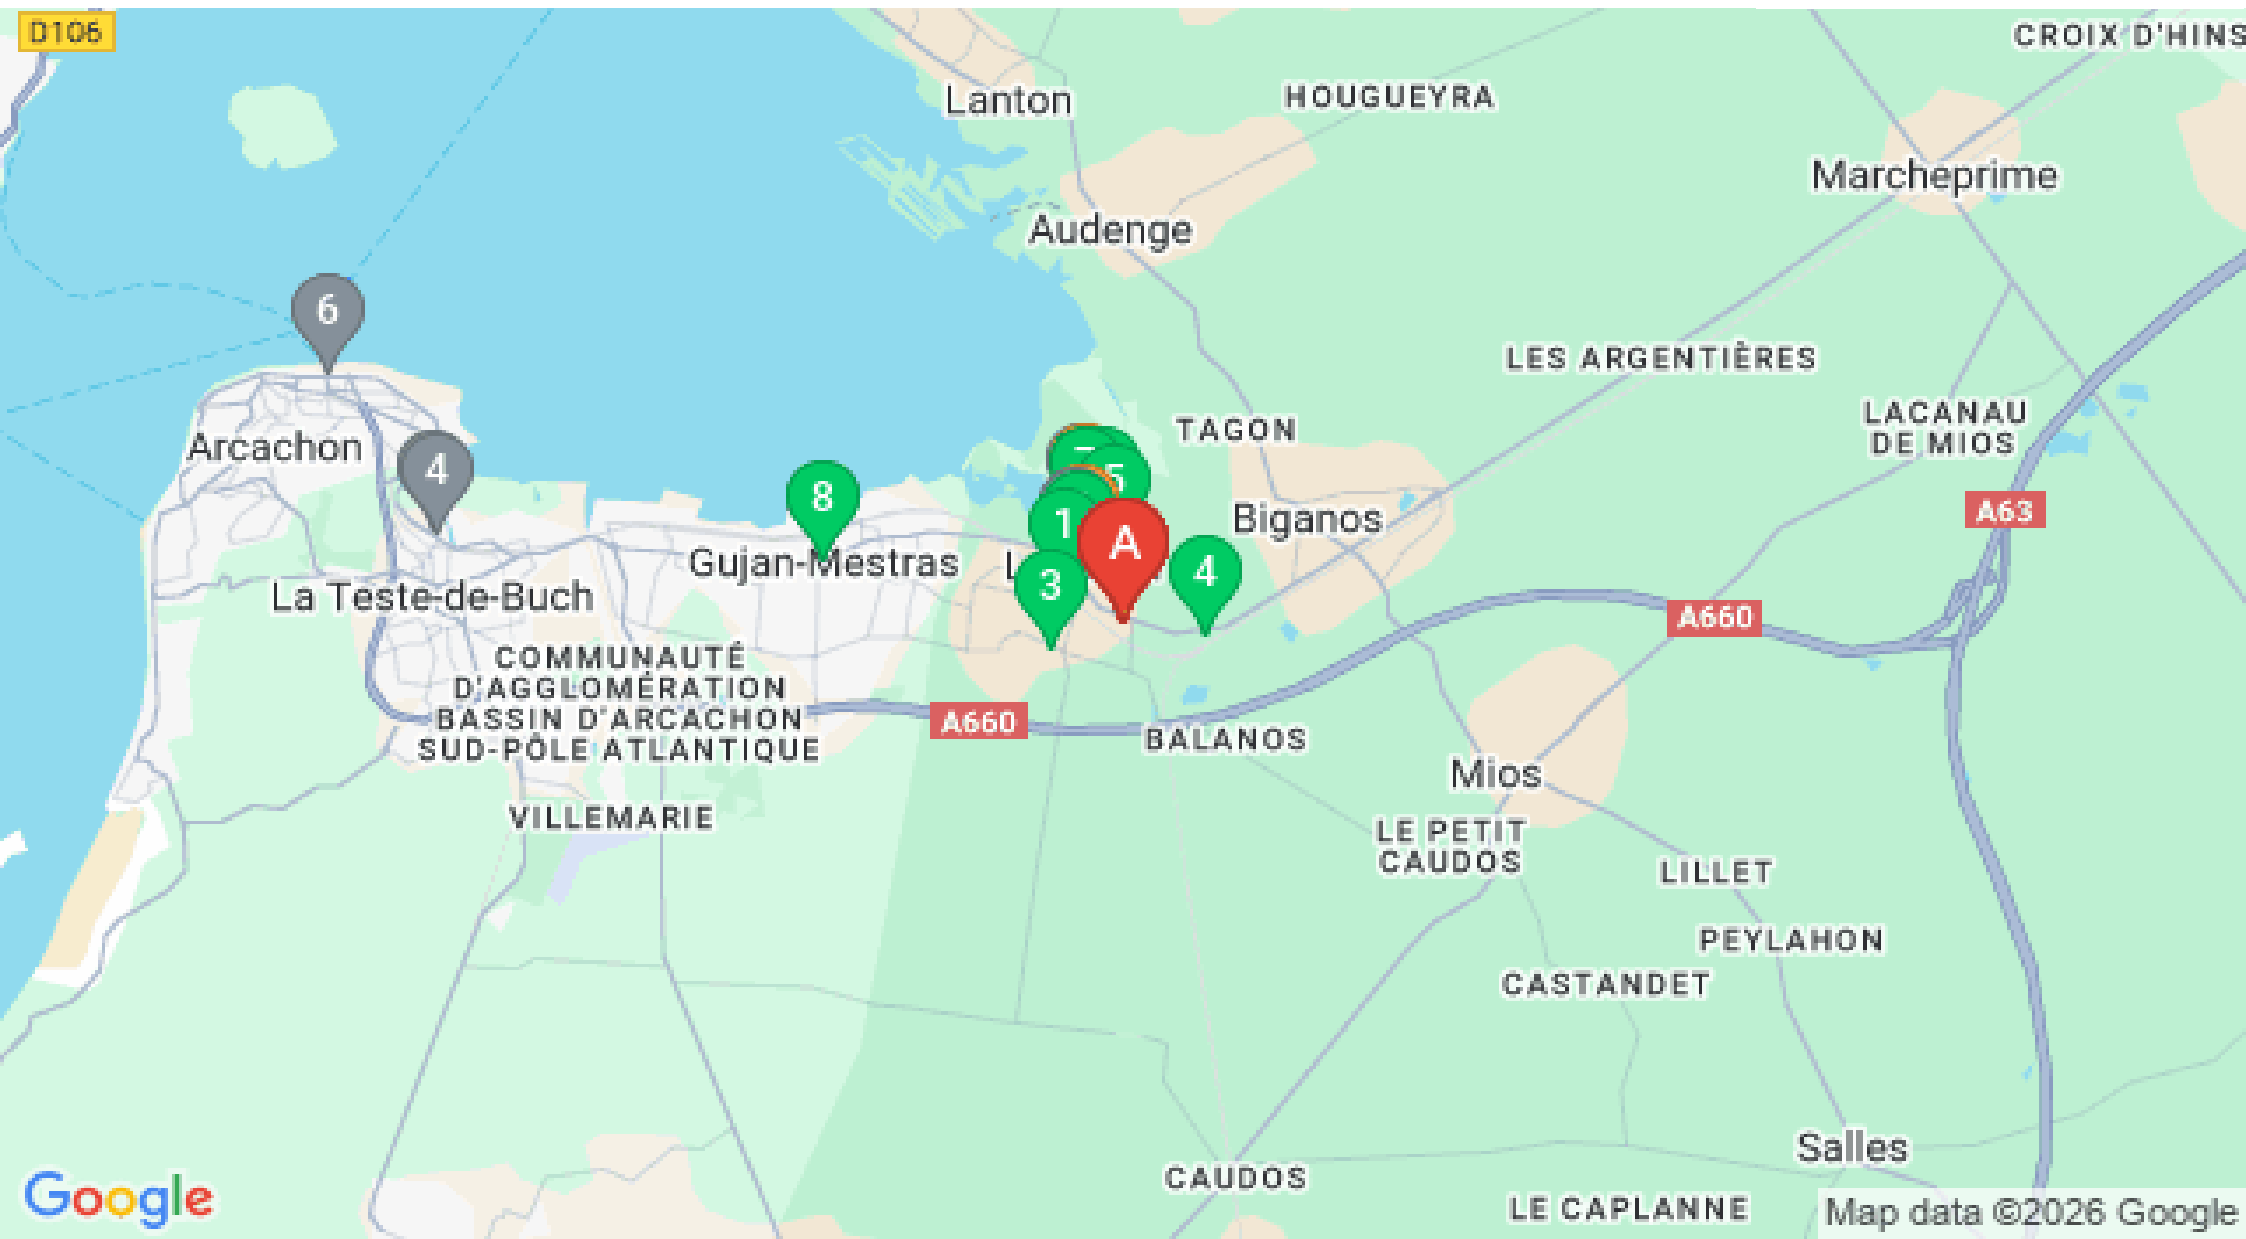 D106
CROIX D'HINS
Lanton
HOUGUEYRA
Marcheprime
Audenge
6
LES ARGENTIÈRES
LACANAU
DE MIOS
TAGON
Arcachon
4
7
5
8
1
A
4
3
Biganos
A63
Gujan-Mestras
La Teste-de-Buch
A660
COMMUNAUTÉ
D'AGGLOMÉRATION
BASSIN D'ARCACHON
SUD-PÔLE ATLANTIQUE
A660
BALANOS
Mios
VILLEMARIE
LE PETIT
CAUDOS
LILLET
PEYLAHON
CASTANDET
Salles
CAUDOS
LE CAPLANNE
Google
Map data ©2026 Google